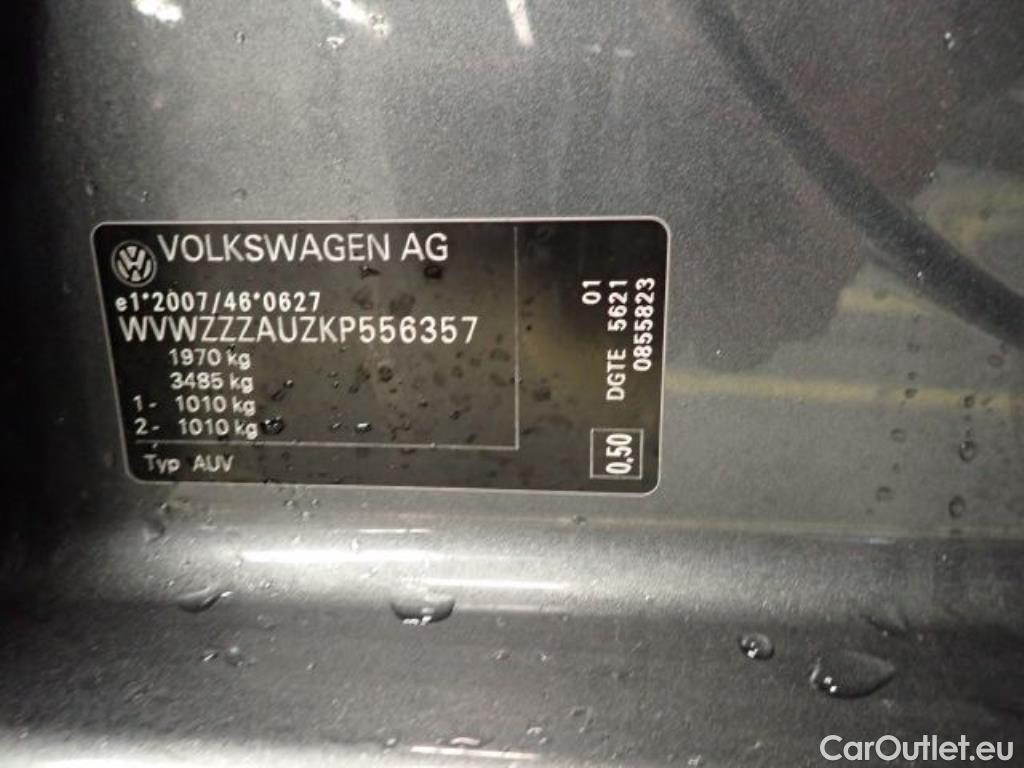 VOLKSWAGEN AG
e1*2007/46*0627
WVWZZZAUZKP556357
1970 kg
3485 kg
1- 1010 kg
2- 1010 kg
Typ AUV
01
DGTE 5621
0855823
0,50
CarOutlet.eu